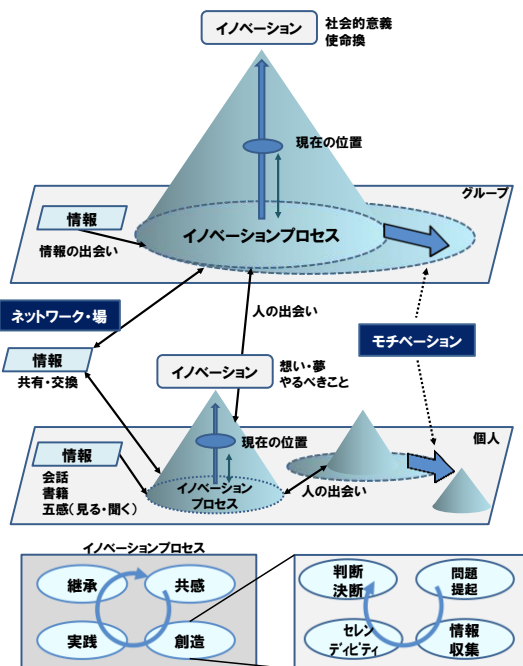 イノベーション
社会的意義
使命換
現在の位置
グループ
情報
イノベーションプロセス
情報の出会い
ネットワーク・場
人の出会い
モチベーション
情報
共有・交換
イノベーション
想い・夢
やるべきこと
個人
情報
現在の位置
会話
書籍
五感(見る・聞く)
イノベーション
プロセス
人の出会い
イノベーションプロセス
継承
共感
実践
創造
判断
決断
問題
提起
セレン
ディピティ
情報
収集